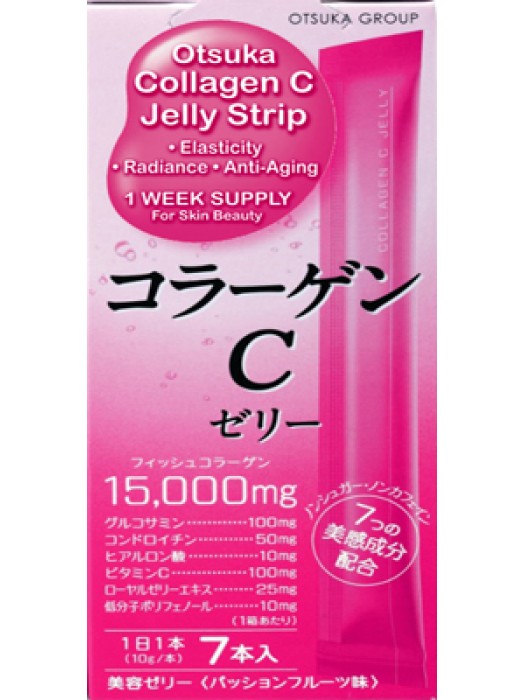 OTSUKA GROUP
Otsuka
Collagen C
Jelly Strip
• Elasticity
• Radiance • Anti-Aging
1 WEEK SUPPLY
For Skin Beauty
COLLAGEN C JELLY
コラーゲン
C
ゼリー
フィッシュコラーゲン
15,000mg
グルコサミン…………100mg
コンドロイチン…………50mg
ヒアルロン酸…………10mg
ビタミンC…………100mg
ローヤルゼリーエキス………25mg
低分子ポリフェノール………10mg
(1箱あたり)
ノンシュガー・ノンカフェイン
7つの
美感成分
配合
1日1本
(10g/本)
7本入
美容ゼリー〈パッションフルーツ味〉